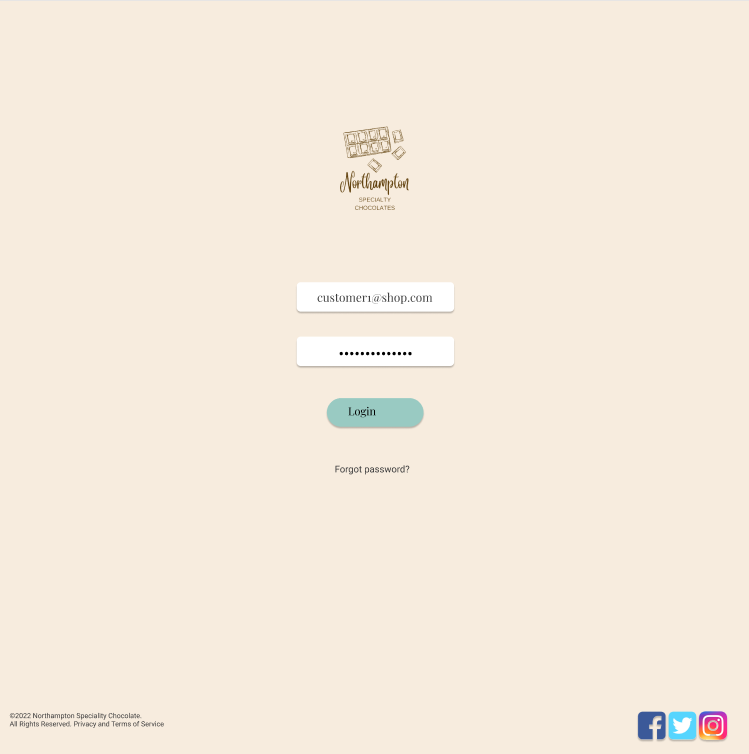 Northampton
SPECIALTY
CHOCOLATES
customer1@shop.com
••••••••••••••
Login
Forgot password?
©2022 Northampton Speciality Chocolate.
All Rights Reserved. Privacy and Terms of Service